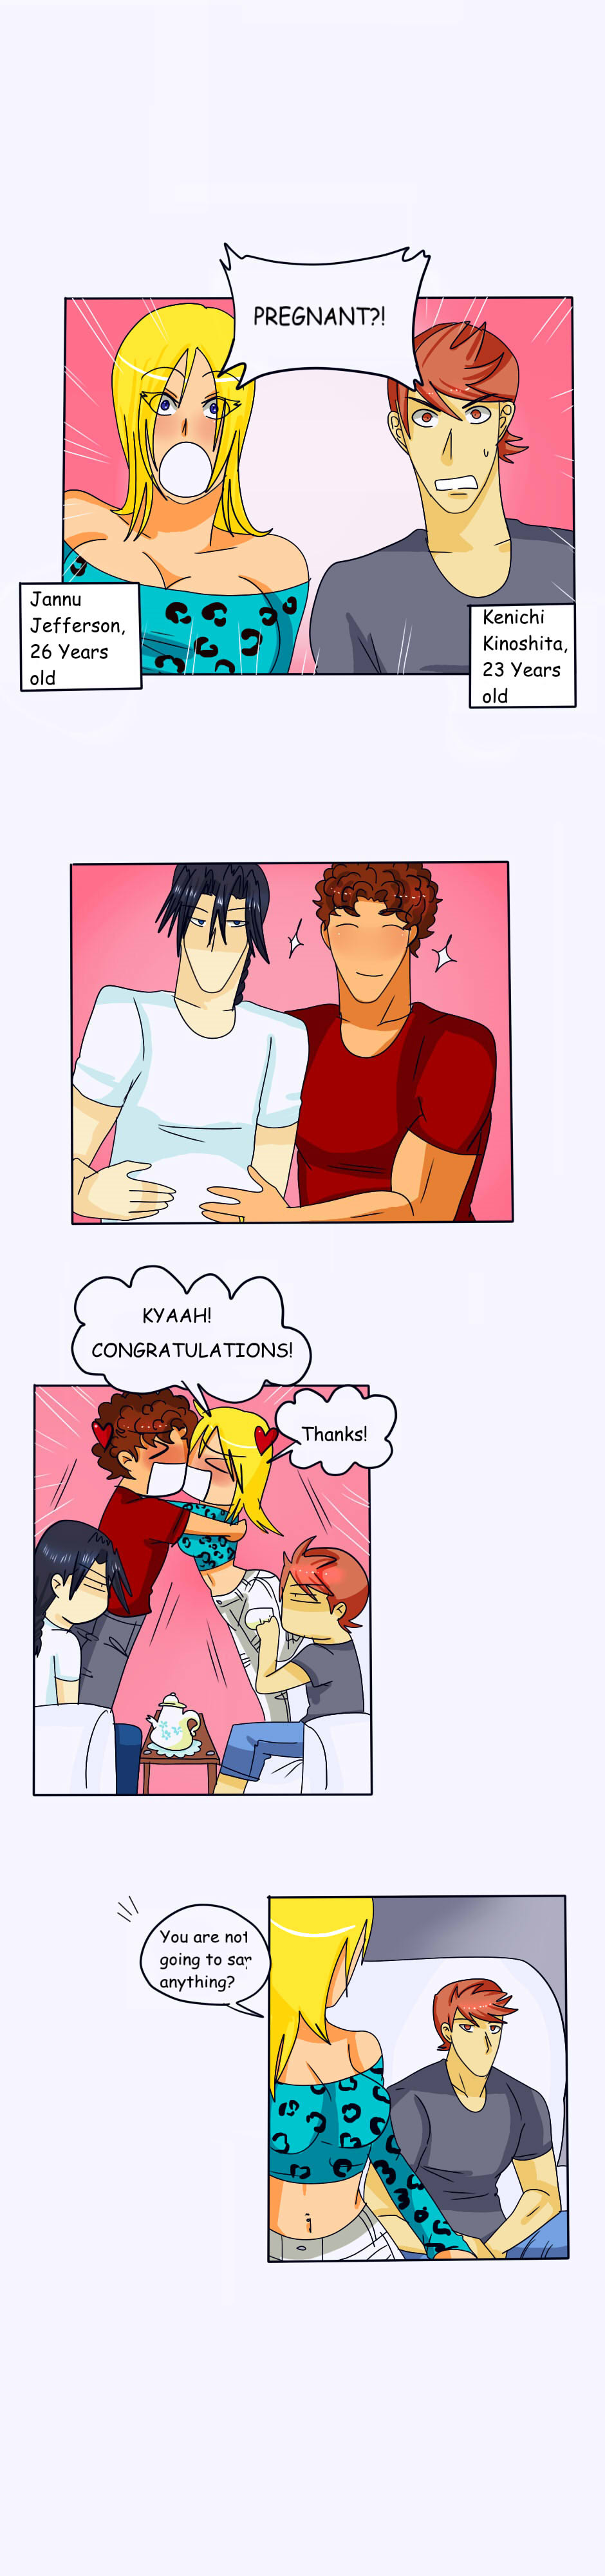 PREGNANT?!
Jannu
Jefferson,
26 Years
old
Kenichi
Kinoshita,
23 Years
old
KYAAH!
CONGRATULATIONS!
Thanks!
You are not
going to say
anything?